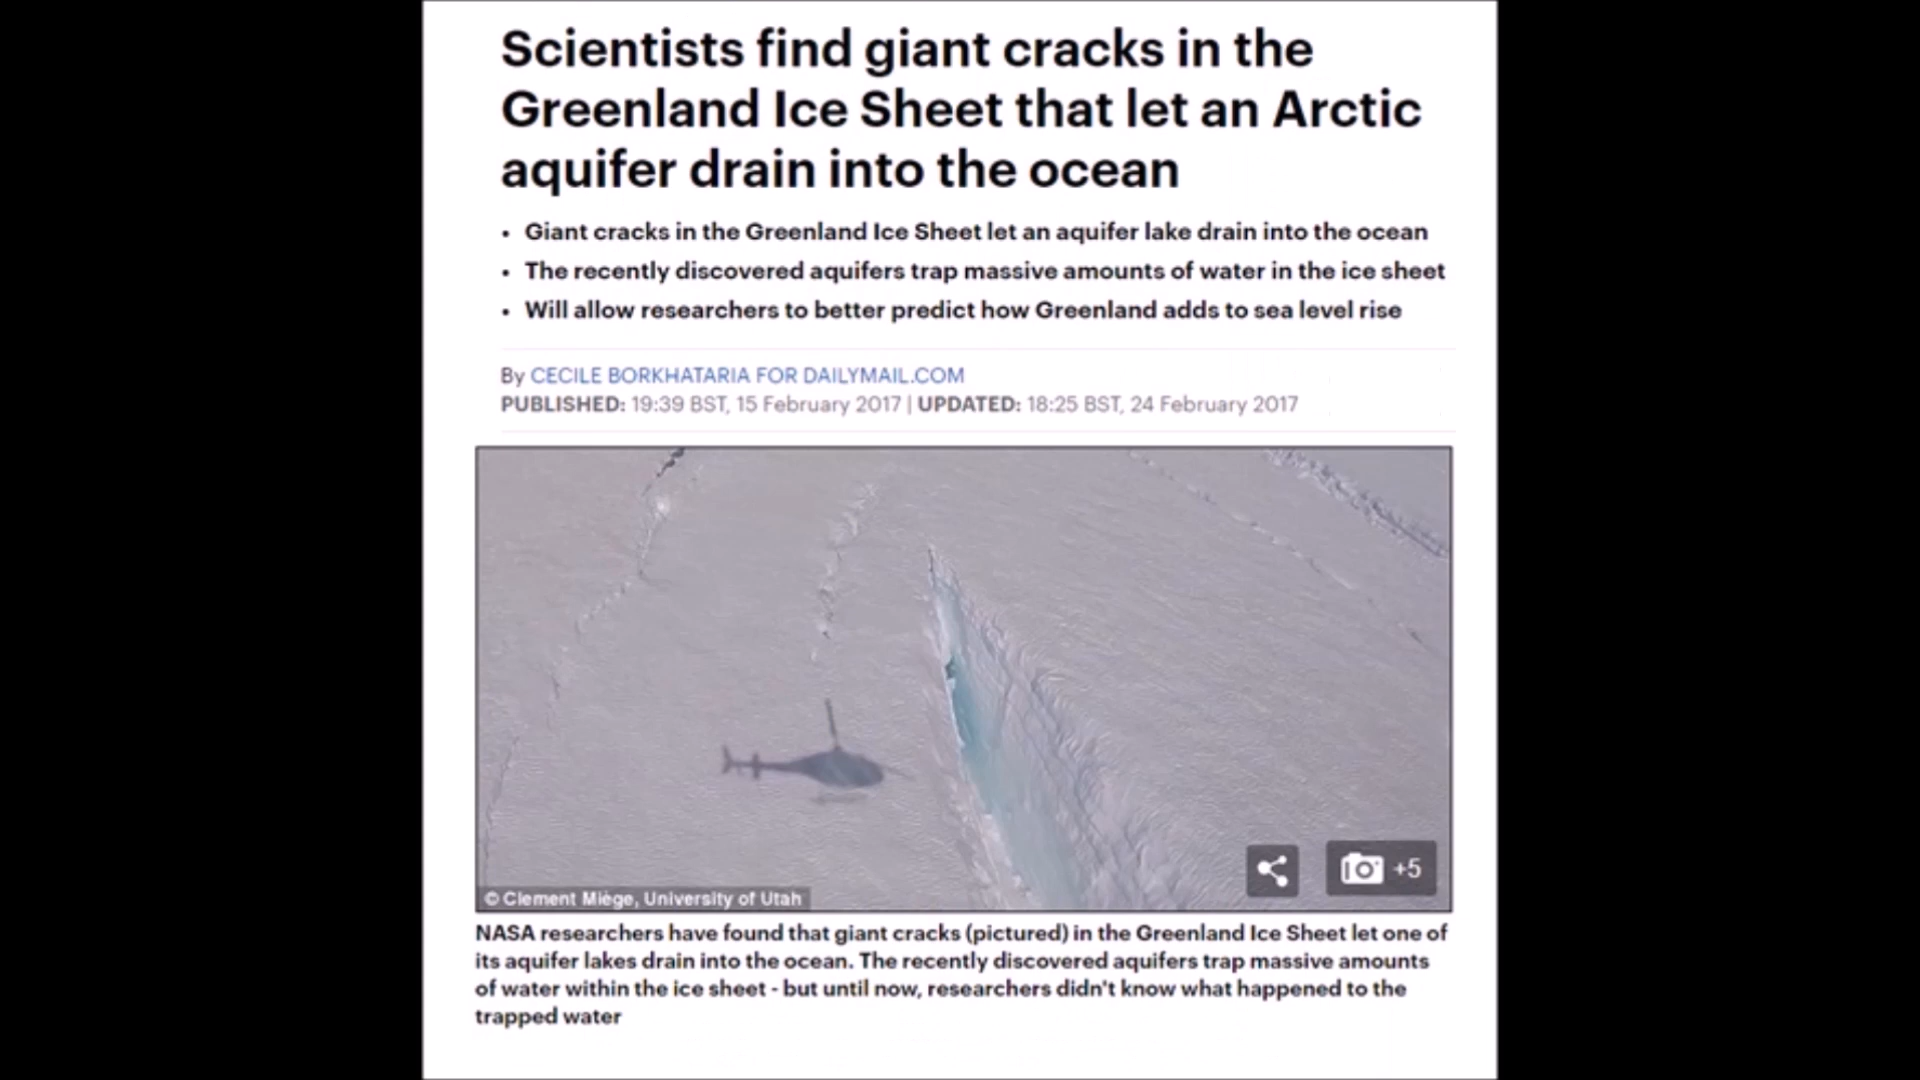 Scientists find giant cracks in the
Greenland Ice Sheet that let an Arctic
aquifer drain into the ocean
• Giant cracks in the Greenland Ice Sheet let an aquifer lake drain into the ocean
• The recently discovered aquifers trap massive amounts of water in the ice sheet
• Will allow researchers to better predict how Greenland adds to sea level rise
By CECILE BORKHATARIA FOR DAILYMAIL.COM
PUBLISHED: 19:39 BST, 15 February 2017 | UPDATED: 18:25 BST, 24 February 2017
+5
© Clement Miège, University of Utah
NASA researchers have found that giant cracks (pictured) in the Greenland Ice Sheet let one of
its aquifer lakes drain into the ocean. The recently discovered aquifers trap massive amounts
of water within the ice sheet - but until now, researchers didn't know what happened to the
trapped water